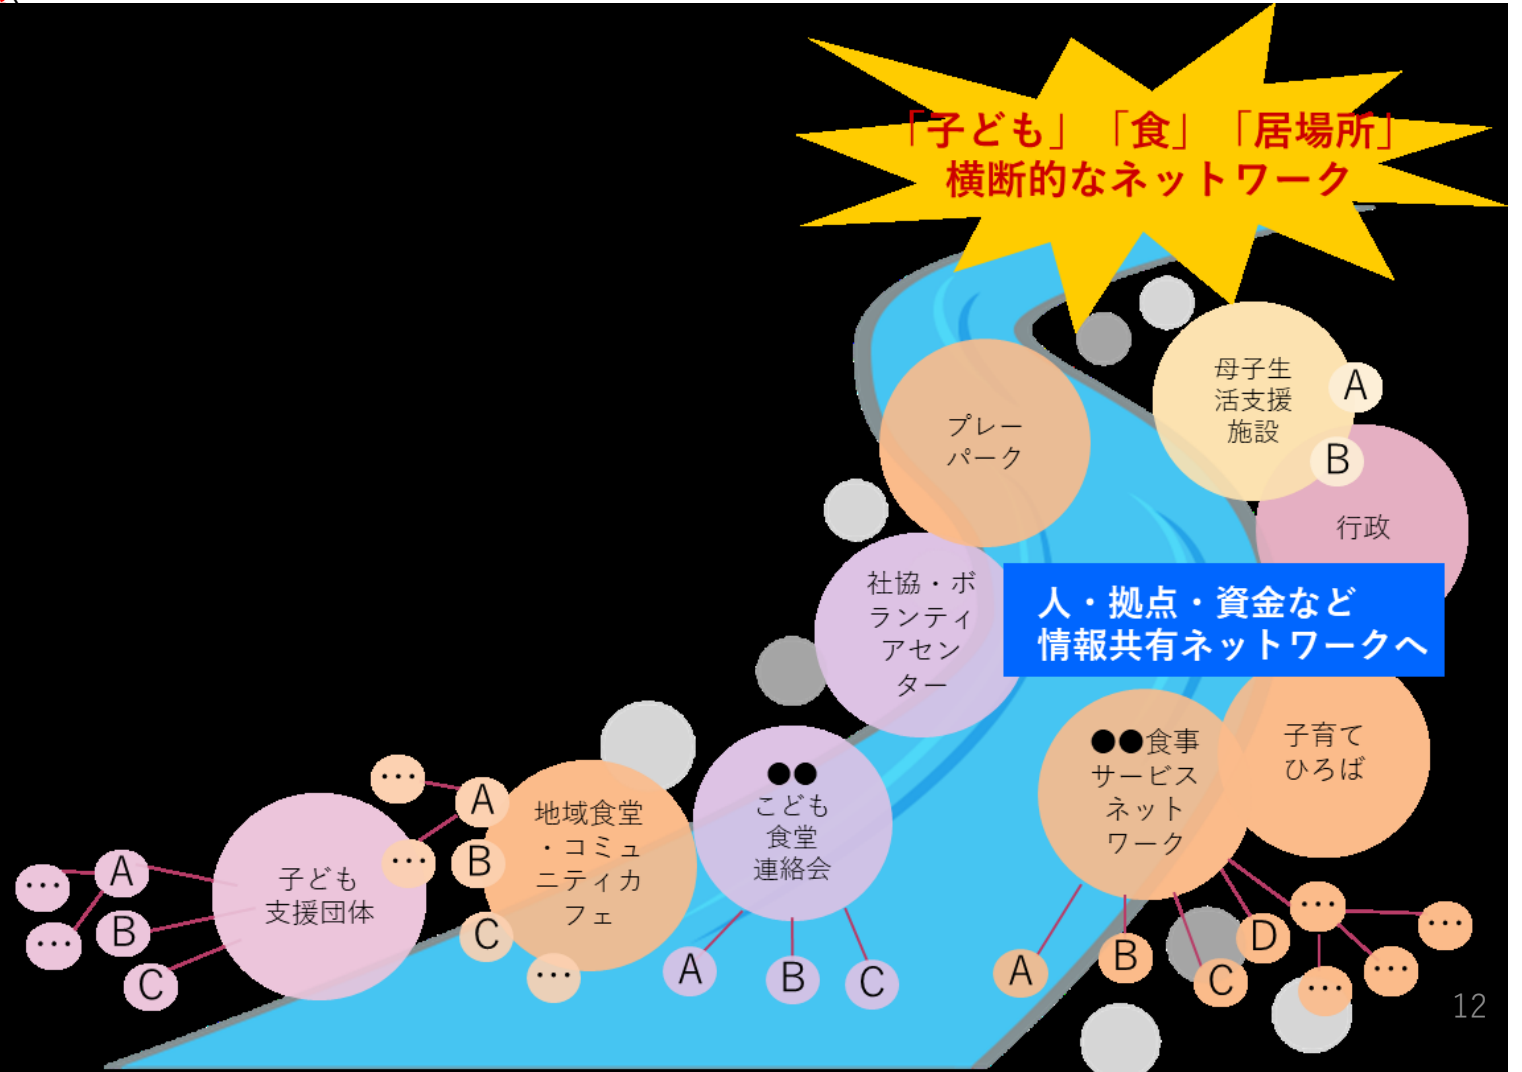 「子ども」「食」「居場所」
横断的なネットワーク
母子生
活支援
施設
A
B
プレー
パーク
行政
社協・ボ
ランティ
アセン
ター
人・拠点・資金など
情報共有ネットワークへ
●●食事
サービス
ネット
ワーク
子育て
ひろば
●●
こども
食堂
連絡会
地域食堂
・コミュ
ニティカ
フェ
子ども
支援団体
…
A
…
B
C
…
…
A
…
B
C
A
B
C
A
B
C
D
…
…
…
…
12